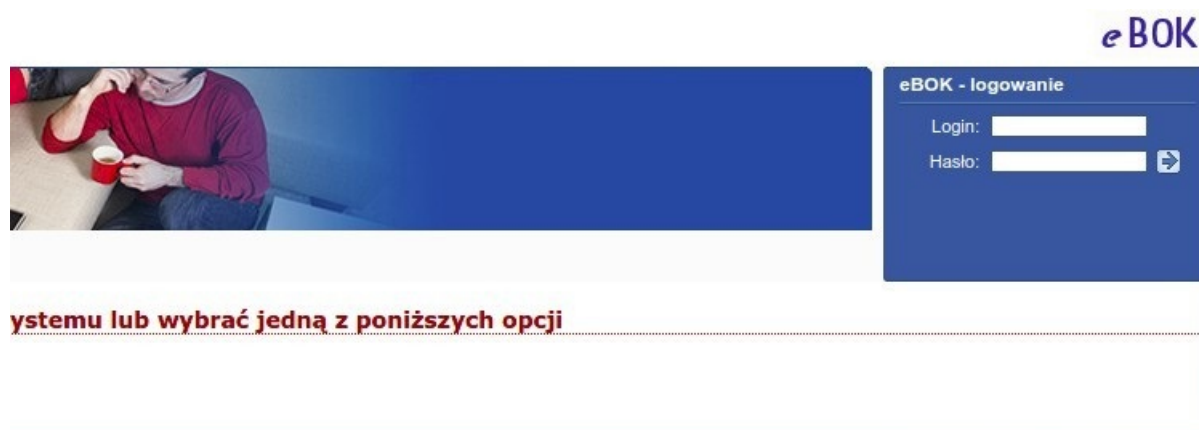 eBOK
eBOK - logowanie
Login:
Hasło:
ystemu lub wybrać jedną z poniższych opcji